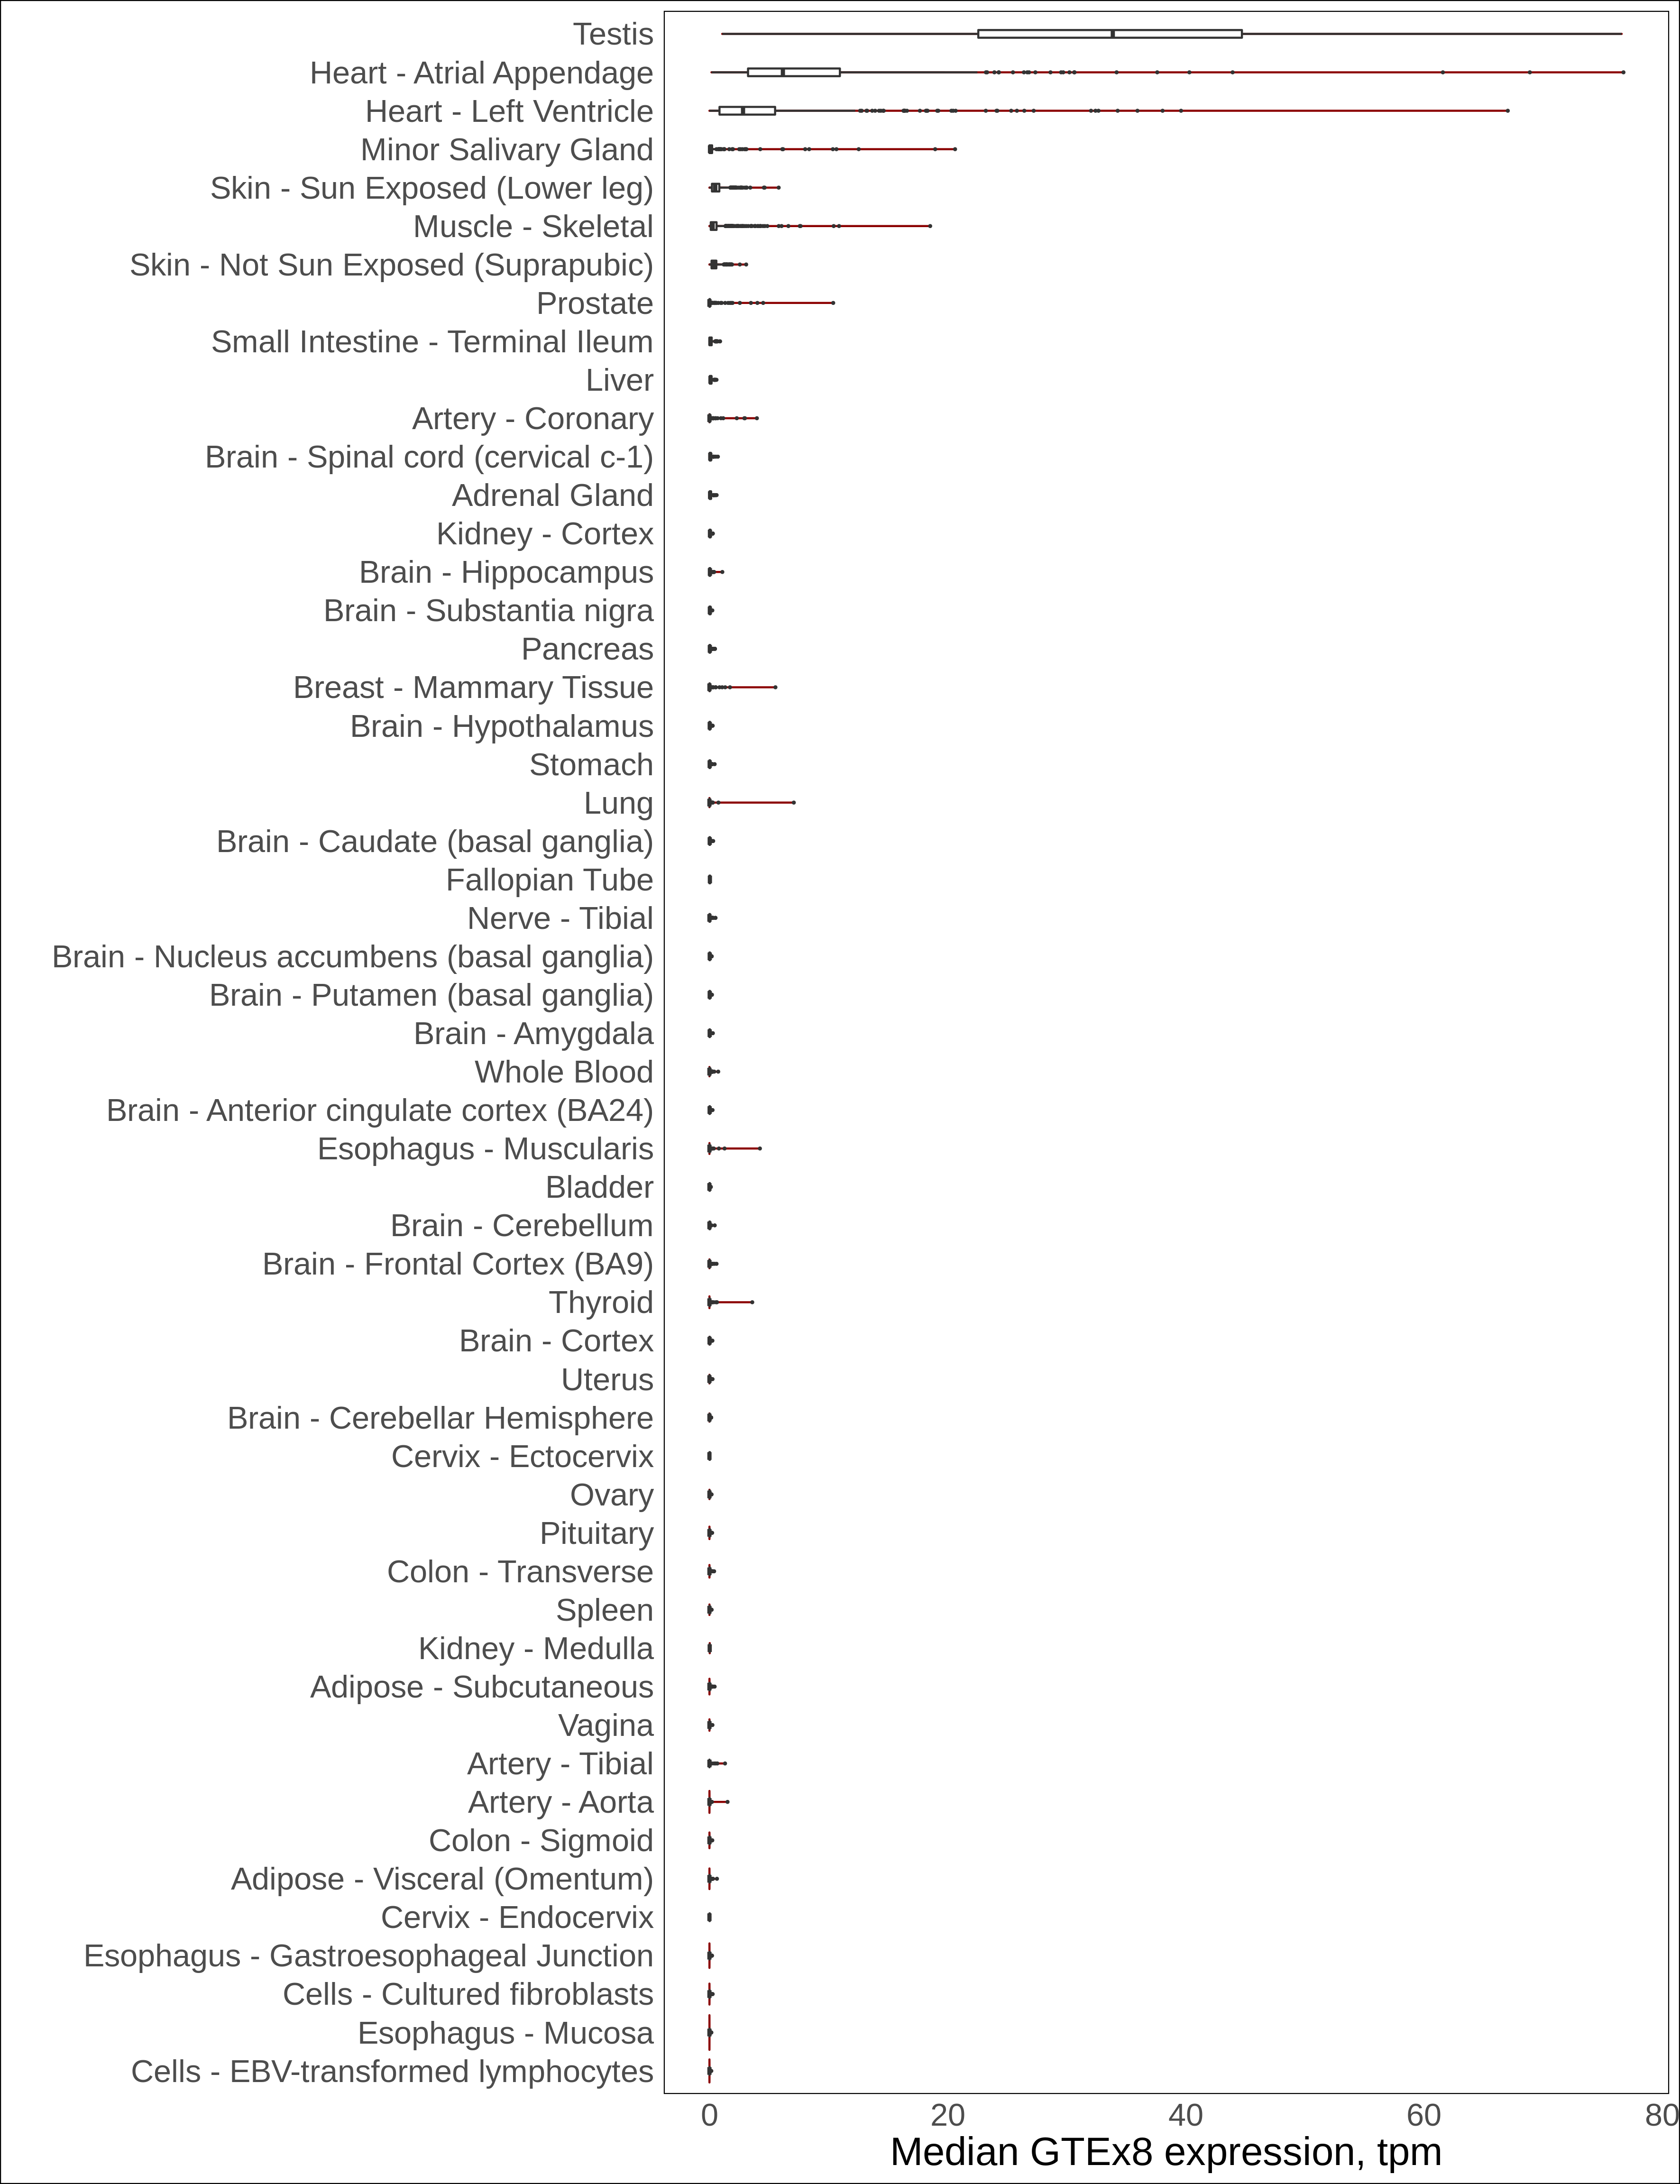 Testis
Heart - Atrial Appendage
Heart - Left Ventricle
Minor Salivary Gland
Skin - Sun Exposed (Lower leg)
Muscle - Skeletal
Skin - Not Sun Exposed (Suprapubic)
Prostate
Small Intestine - Terminal Ileum
Liver
Artery - Coronary
Brain - Spinal cord (cervical c-1)
Adrenal Gland
Kidney - Cortex
Brain - Hippocampus
Brain - Substantia nigra
Pancreas
Breast - Mammary Tissue
Brain - Hypothalamus
Stomach
Lung
Brain - Caudate (basal ganglia)
Fallopian Tube
Nerve - Tibial
Brain - Nucleus accumbens (basal ganglia)
Brain - Putamen (basal ganglia)
Brain - Amygdala
Whole Blood
Brain - Anterior cingulate cortex (BA24)
Esophagus - Muscularis
Bladder
Brain - Cerebellum
Brain - Frontal Cortex (BA9)
Thyroid
Brain - Cortex
Uterus
Brain - Cerebellar Hemisphere
Cervix - Ectocervix
Ovary
Pituitary
Colon - Transverse
Spleen
Kidney - Medulla
Adipose - Subcutaneous
Vagina
Artery - Tibial
Artery - Aorta
Colon - Sigmoid
Adipose - Visceral (Omentum)
Cervix - Endocervix
Esophagus - Gastroesophageal Junction
Cells - Cultured fibroblasts
Esophagus - Mucosa
Cells - EBV-transformed lymphocytes
0 20 40 60 80
Median GTEx8 expression, tpm